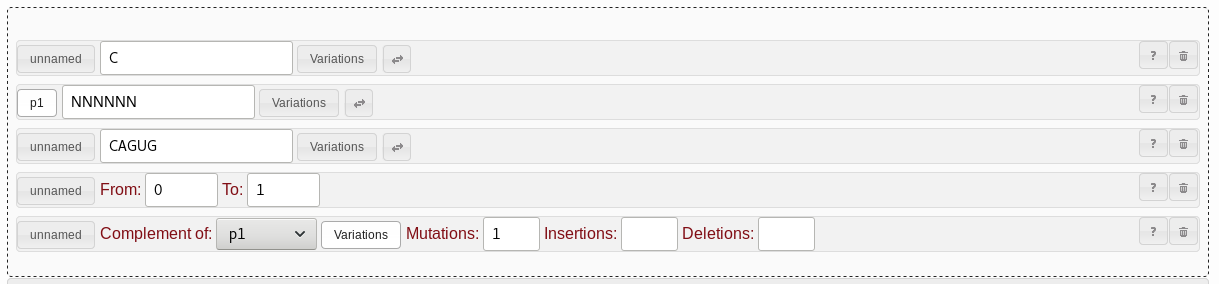 unnamed C Variations ?
p1 NNNNNN Variations ?
unnamed CAGUG Variations ?
unnamed From: 0 To: 1 ?
unnamed Complement of: p1 Variations Mutations: 1 Insertions: Deletions: ?